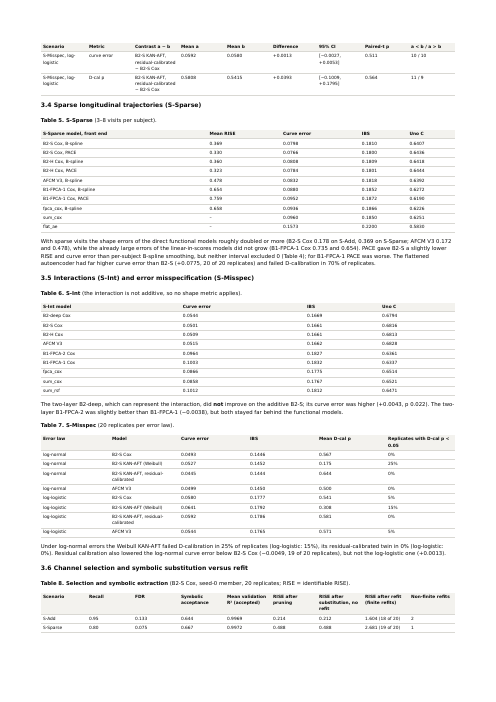 Scenario Metric Contrast a − b Mean a Mean b Difference 95% CI Paired-t p a < b / a > b
S-Misspec, log-logistic curve error B2-S KAN-AFT, residual-calibrated − B2-S Cox 0.0592 0.0580 +0.0013 [−0.0027, +0.0053] 0.511 10 / 10
S-Misspec, log-logistic D-cal p B2-S KAN-AFT, residual-calibrated − B2-S Cox 0.5808 0.5415 +0.0393 [−0.1009, +0.1795] 0.564 11 / 9
3.4 Sparse longitudinal trajectories (S-Sparse)
Table 5. S-Sparse (3–8 visits per subject).
S-Sparse model, front end Mean RISE Curve error IBS Uno C
B2-S Cox, B-spline 0.369 0.0798 0.1810 0.6407
B2-S Cox, PACE 0.330 0.0766 0.1800 0.6436
B2-H Cox, B-spline 0.360 0.0808 0.1809 0.6418
B2-H Cox, PACE 0.323 0.0784 0.1801 0.6444
AFCM V3, B-spline 0.478 0.0832 0.1818 0.6392
B1-FPCA-1 Cox, B-spline 0.654 0.0880 0.1852 0.6272
B1-FPCA-1 Cox, PACE 0.759 0.0952 0.1872 0.6190
fpca_cox, B-spline 0.658 0.0936 0.1866 0.6226
sum_cox – 0.0960 0.1850 0.6251
flat_ae – 0.1573 0.2200 0.5830
With sparse visits the shape errors of the direct functional models roughly doubled or more (B2-S Cox 0.178 on S-Add, 0.369 on S-Sparse; AFCM V3 0.172
and 0.478), while the already large errors of the linear-in-scores models did not grow (B1-FPCA-1 Cox 0.735 and 0.654). PACE gave B2-S a slightly lower
RISE and curve error than per-subject B-spline smoothing, but neither interval excluded 0 (Table 4); for B1-FPCA-1 PACE was worse. The flattened
autoencoder had far higher curve error than B2-S (+0.0775, 20 of 20 replicates) and failed D-calibration in 70% of replicates.
3.5 Interactions (S-Int) and error misspecification (S-Misspec)
Table 6. S-Int (the interaction is not additive, so no shape metric applies).
S-Int model Curve error IBS Uno C
B2-deep Cox 0.0544 0.1669 0.6794
B2-S Cox 0.0501 0.1661 0.6816
B2-H Cox 0.0509 0.1661 0.6813
AFCM V3 0.0515 0.1662 0.6828
B1-FPCA-2 Cox 0.0964 0.1827 0.6361
B1-FPCA-1 Cox 0.1003 0.1832 0.6337
fpca_cox 0.0866 0.1775 0.6514
sum_cox 0.0858 0.1767 0.6521
sum_rsf 0.1012 0.1812 0.6471
The two-layer B2-deep, which can represent the interaction, did not improve on the additive B2-S; its curve error was higher (+0.0043, p 0.022). The two-
layer B1-FPCA-2 was slightly better than B1-FPCA-1 (−0.0038), but both stayed far behind the functional models.
Table 7. S-Misspec (20 replicates per error law).
Error law Model Curve error IBS Mean D-cal p Replicates with D-cal p < 0.05
log-normal B2-S Cox 0.0493 0.1446 0.567 0%
log-normal B2-S KAN-AFT (Weibull) 0.0527 0.1452 0.175 25%
log-normal B2-S KAN-AFT, residual-calibrated 0.0445 0.1444 0.644 0%
log-normal AFCM V3 0.0499 0.1450 0.500 0%
log-logistic B2-S Cox 0.0580 0.1777 0.541 5%
log-logistic B2-S KAN-AFT (Weibull) 0.0641 0.1792 0.308 15%
log-logistic B2-S KAN-AFT, residual-calibrated 0.0592 0.1786 0.581 0%
log-logistic AFCM V3 0.0544 0.1765 0.571 5%
Under log-normal errors the Weibull KAN-AFT failed D-calibration in 25% of replicates (log-logistic: 15%), its residual-calibrated twin in 0% (log-logistic:
0%). Residual calibration also lowered the log-normal curve error below B2-S Cox (−0.0049, 19 of 20 replicates), but not the log-logistic one (+0.0013).
3.6 Channel selection and symbolic substitution versus refit
Table 8. Selection and symbolic extraction (B2-S Cox, seed-0 member, 20 replicates; RISE = identifiable RISE).
Scenario Recall FDR Symbolic acceptance Mean validation R² (accepted) RISE after pruning RISE after substitution, no refit RISE after refit (finite refits) Non-finite refits
S-Add 0.95 0.133 0.644 0.9969 0.214 0.212 1.604 (18 of 20) 2
S-Sparse 0.80 0.075 0.667 0.9972 0.488 0.488 2.681 (19 of 20) 1